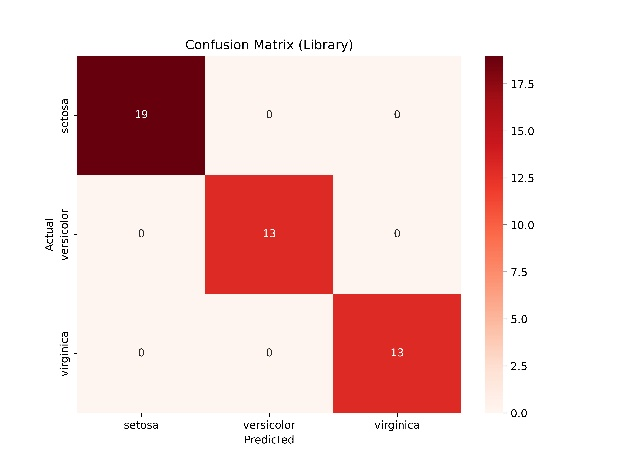 Confusion Matrix (Library)
setosa
19
0
0
17.5
15.0
12.5
Actual
versicolor
0
13
0
10.0
7.5
5.0
virginica
0
0
13
2.5
0.0
setosa
versicolor
virginica
Predicted